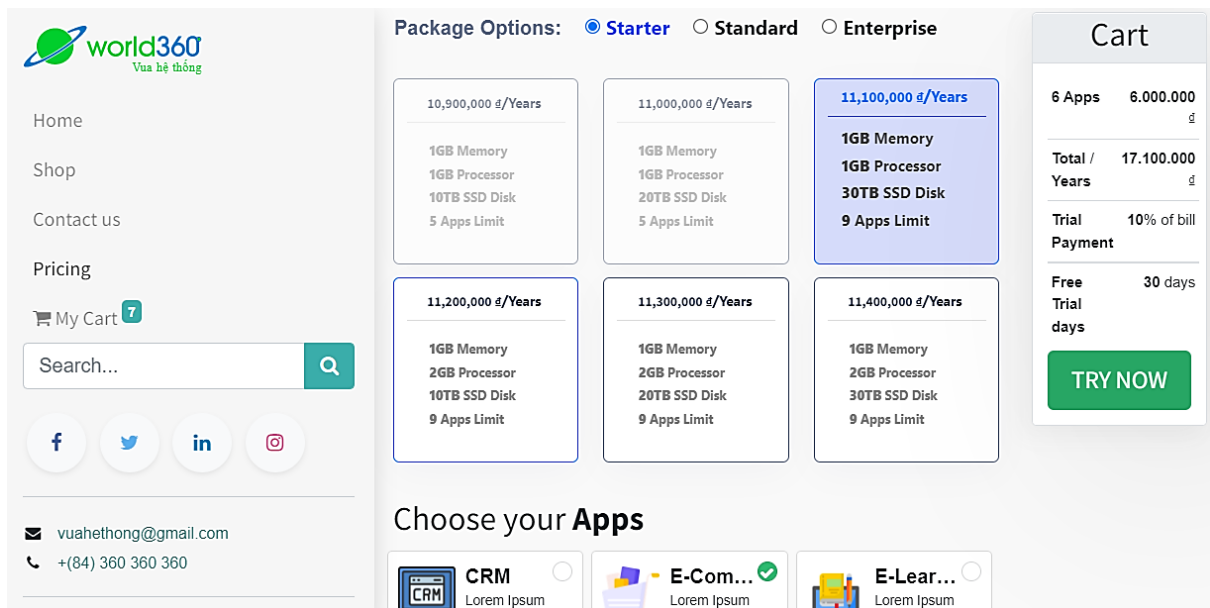 world360
Vua hệ thống
Home
Shop
Contact us
Pricing
My Cart 7
Search...
vuahethong@gmail.com
+(84) 360 360 360
Package Options: Starter Standard Enterprise
10,900,000 ₫/Years
1GB Memory
1GB Processor
10TB SSD Disk
5 Apps Limit
11,000,000 ₫/Years
1GB Memory
1GB Processor
20TB SSD Disk
5 Apps Limit
11,100,000 ₫/Years
1GB Memory
1GB Processor
30TB SSD Disk
9 Apps Limit
11,200,000 ₫/Years
1GB Memory
2GB Processor
10TB SSD Disk
9 Apps Limit
11,300,000 ₫/Years
1GB Memory
2GB Processor
20TB SSD Disk
9 Apps Limit
11,400,000 ₫/Years
1GB Memory
2GB Processor
30TB SSD Disk
9 Apps Limit
Choose your Apps
CRM
CRM
Lorem Ipsum
E-Com...
Lorem Ipsum
E-Lear...
Lorem Ipsum
Cart
6 Apps 6.000.000
₫
Total / 17.100.000
Years ₫
Trial 10% of bill
Payment
Free 30 days
Trial
days
TRY NOW